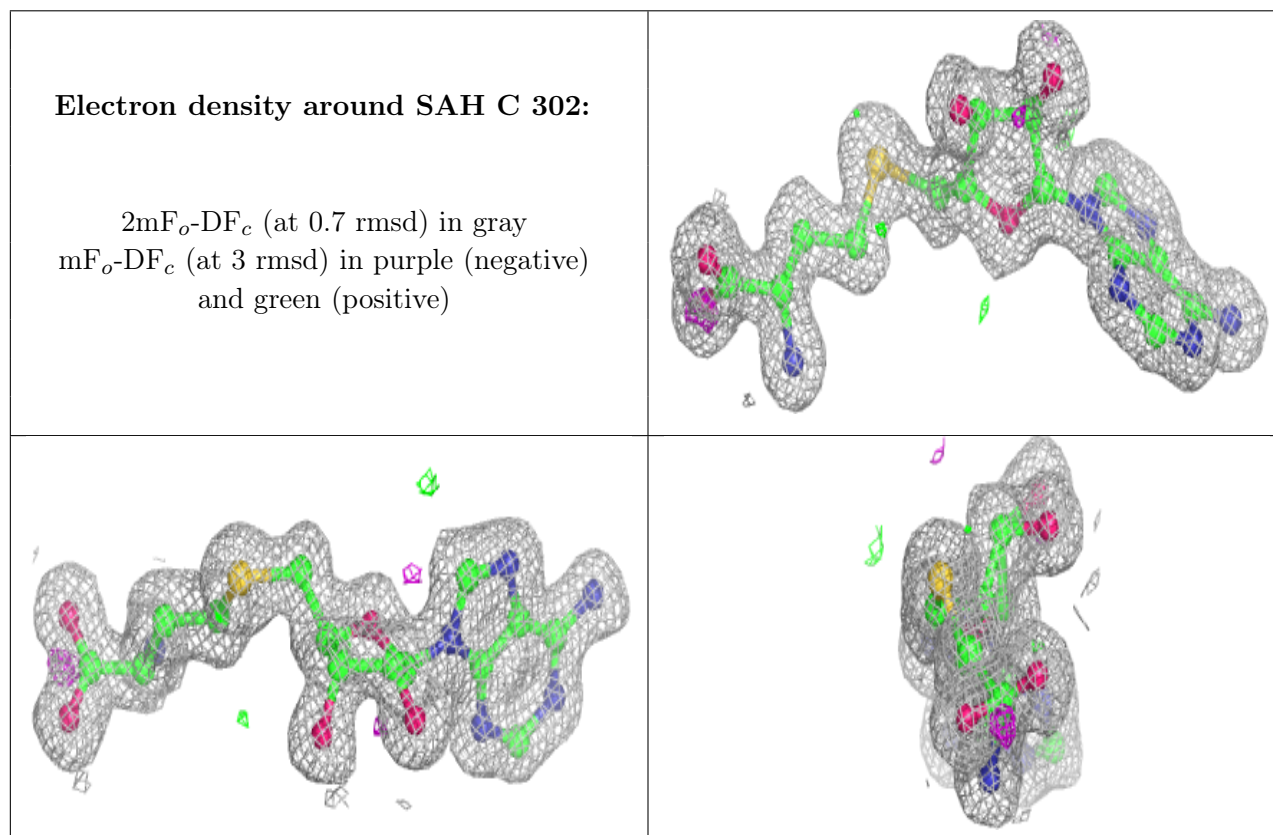 Electron density around SAH C 302:
2mFo-DFc (at 0.7 rmsd) in gray
mFo-DFc (at 3 rmsd) in purple (negative)
and green (positive)